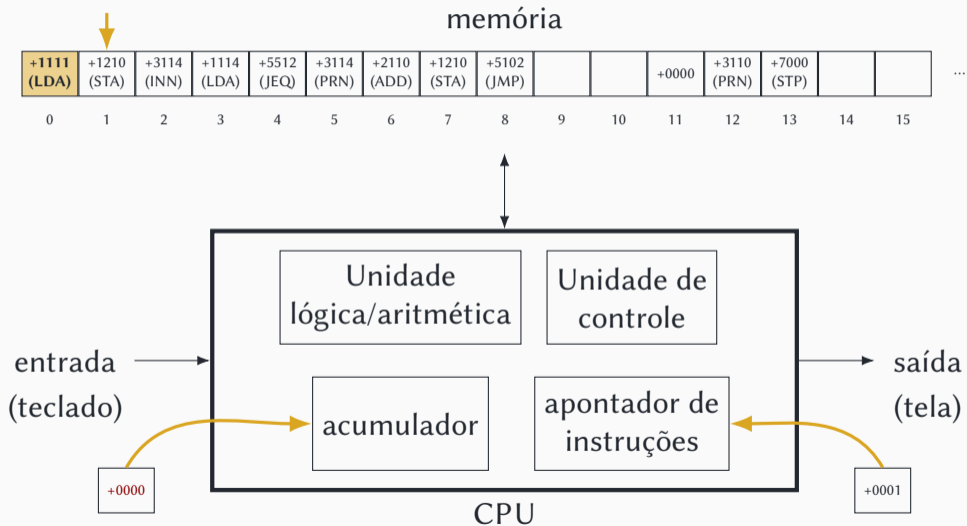 memória
+1111 +1210 +3114 +1114 +5512 +3114 +2110 +1210 +5102 +0000 +3110 +7000 ...
(LDA) (STA) (INN) (LDA) (JEQ) (PRN) (ADD) (STA) (JMP) (PRN) (STP)
0 1 2 3 4 5 6 7 8 9 10 11 12 13 14 15
Unidade
lógica/aritmética
Unidade de
controle
entrada
(teclado)
saída
(tela)
acumulador
apontador de
instruções
+0000
+0001
CPU